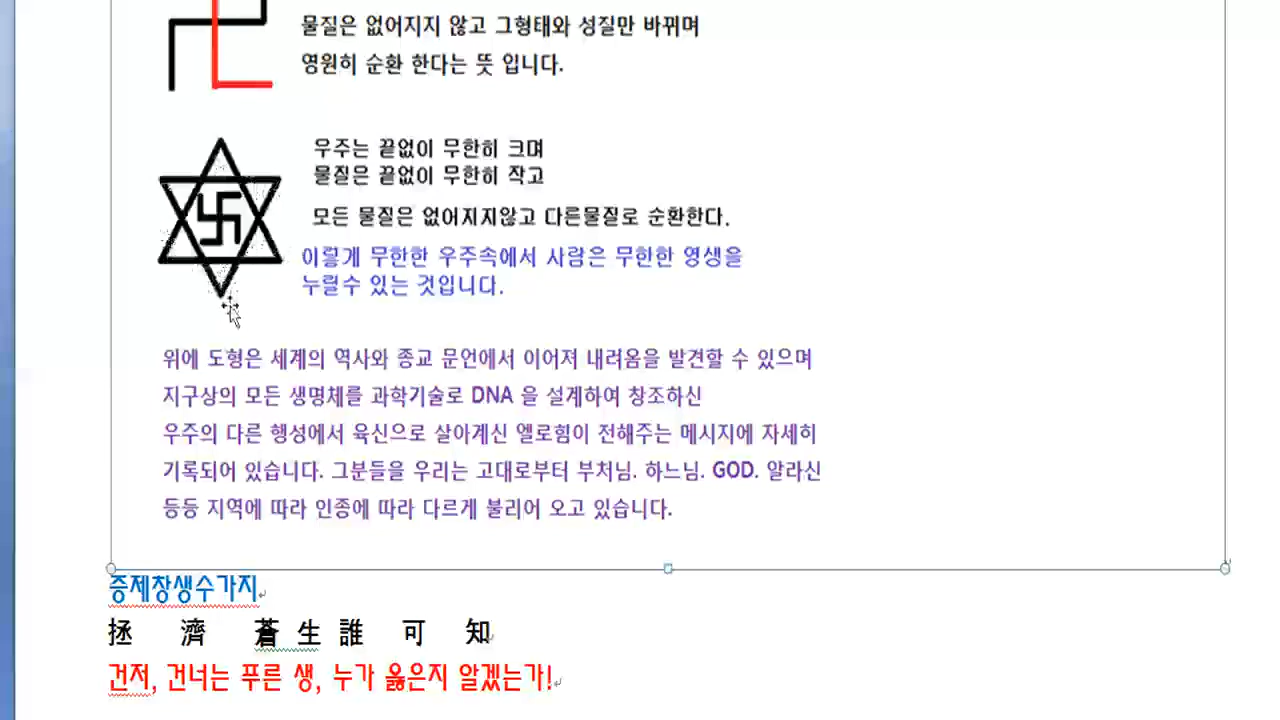 물질은 없어지지 않고 그형태와 성질만 바뀌며
영원히 순환 한다는 뜻 입니다.
우주는 끝없이 무한히 크며
물질은 끝없이 무한히 작고
모든 물질은 없어지지않고 다른물질로 순환한다.
이렇게 무한한 우주속에서 사람은 무한한 영생을
누릴수 있는 것입니다.
위에 도형은 세계의 역사와 종교 문언에서 이어져 내려옴을 발견할 수 있으며
지구상의 모든 생명체를 과학기술로 DNA 을 설계하여 창조하신
우주의 다른 행성에서 육신으로 살아계신 엘로힘이 전해주는 메시지에 자세히
기록되어 있습니다. 그분들을 우리는 고대로부터 부처님. 하느님. GOD. 알라신
등등 지역에 따라 인종에 따라 다르게 불리어 오고 있습니다.
증제창생수가지
拯 濟 蒼 生 誰 可 知
건저, 건너는 푸른 생, 누가 옳은지 알겠는가!